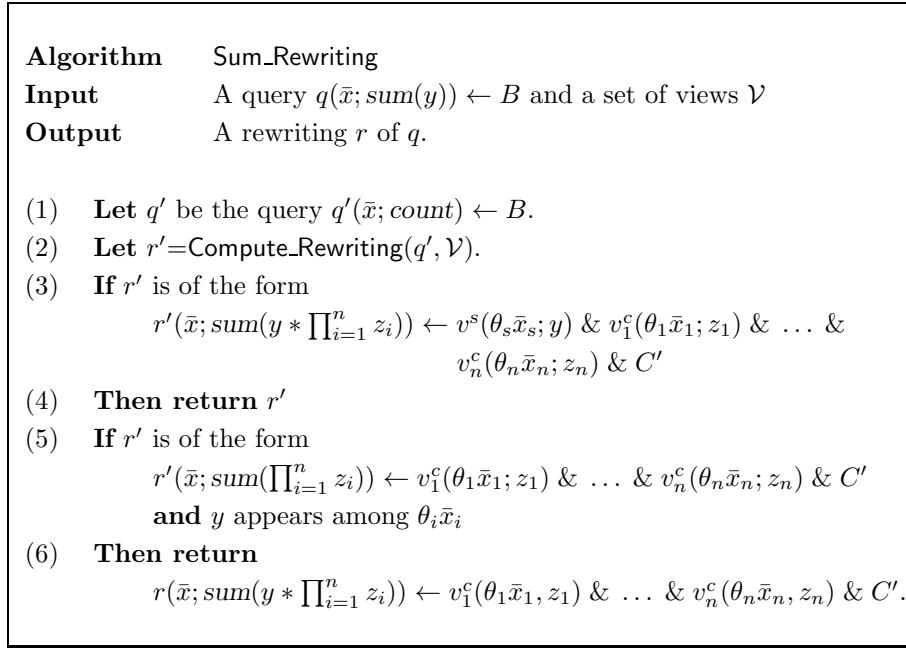 Algorithm Sum_Rewriting
Input A query q(x̄; sum(y)) ← B and a set of views 𝒱
Output A rewriting r of q.
(1) Let q′ be the query q′(x̄; count) ← B.
(2) Let r′=Compute_Rewriting(q′, 𝒱).
(3) If r′ is of the form
r′(x̄; sum(y ∗ ∏ⁿᵢ₌₁ zᵢ)) ← vˢ(θₛx̄ₛ; y) & v₁ᶜ(θ₁x̄₁; z₁) & … &
vₙᶜ(θₙx̄ₙ; zₙ) & C′
(4) Then return r′
(5) If r′ is of the form
r′(x̄; sum(∏ⁿᵢ₌₁ zᵢ)) ← v₁ᶜ(θ₁x̄₁; z₁) & … & vₙᶜ(θₙx̄ₙ; zₙ) & C′
and y appears among θᵢx̄ᵢ
(6) Then return
r(x̄; sum(y ∗ ∏ⁿᵢ₌₁ zᵢ)) ← v₁ᶜ(θ₁x̄₁, z₁) & … & vₙᶜ(θₙx̄ₙ, zₙ) & C′.